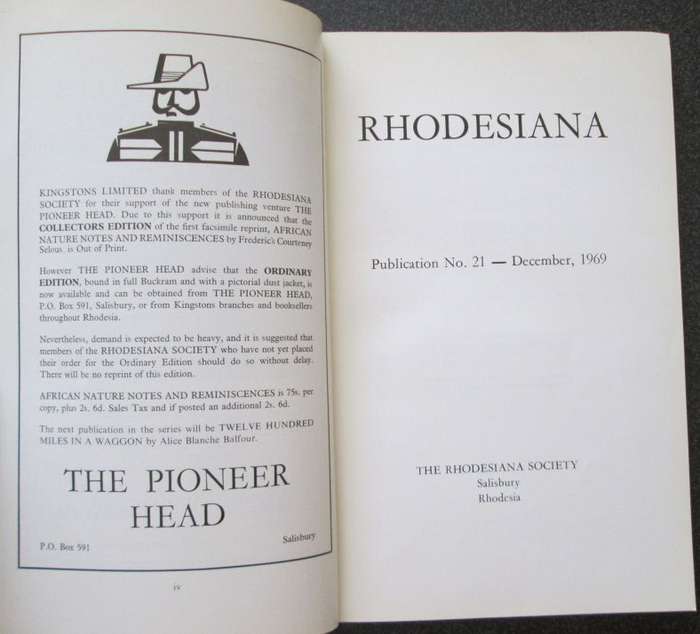 KINGSTONS LIMITED thank members of the RHODESIANA
SOCIETY for their support of the new publishing venture THE
PIONEER HEAD. Due to this support it is announced that the
COLLECTORS EDITION of the first facsimile reprint, AFRICAN
NATURE NOTES AND REMINISCENCES by Frederic's Courteney
Selous. is Out of Print.
However THE PIONEER HEAD advise that the ORDINARY
EDITION, bound in full Buckram and with a pictorial dust jacket, is
now available and can be obtained from THE PIONEER HEAD,
P.O. Box 591, Salisbury, or from Kingstons branches and booksellers
throughout Rhodesia.
Nevertheless, demand is expected to be heavy, and it is suggested that
members of the RHODESIANA SOCIETY who have not yet placed
their order for the Ordinary Edition should do so without delay.
There will be no reprint of this edition.
AFRICAN NATURE NOTES AND REMINISCENCES is 75s. per
copy, plus 2s. 6d. Sales Tax and if posted an additional 2s. 6d.
The next publication in the series will be TWELVE HUNDRED
MILES IN A WAGGON by Alice Blanche Balfour.
THE PIONEER
HEAD
P.O. Box 591
Salisbury
iv
RHODESIANA
Publication No. 21 — December, 1969
THE RHODESIANA SOCIETY
Salisbury
Rhodesia